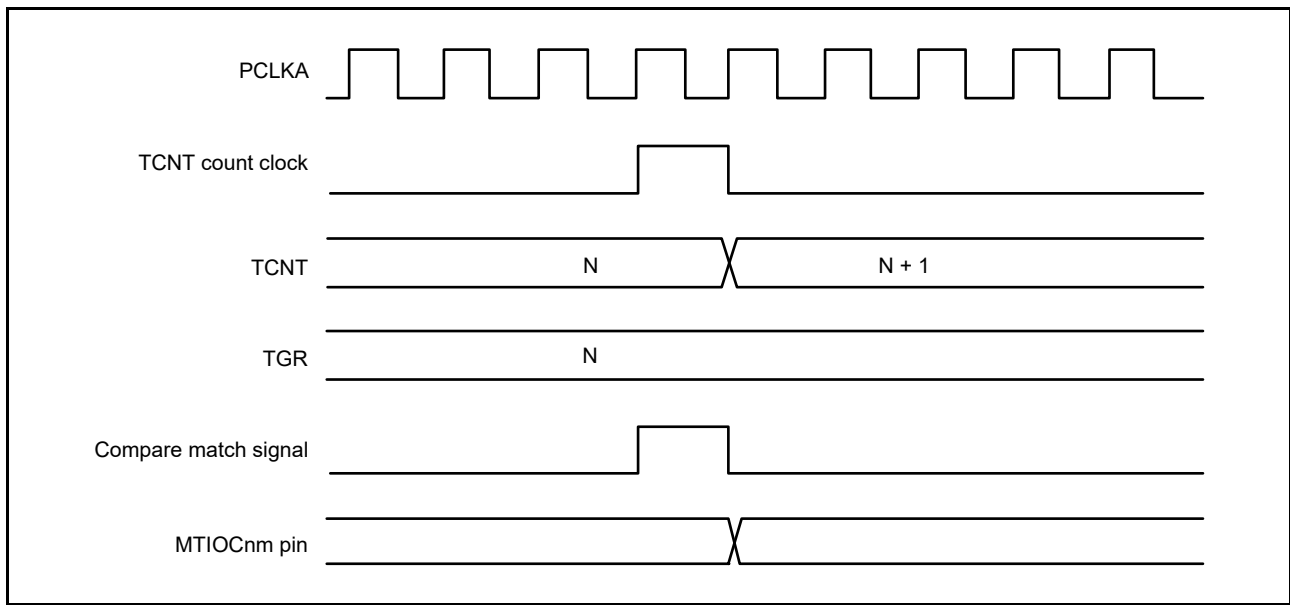 PCLKA
TCNT count clock
TCNT
N
N + 1
TGR
N
Compare match signal
MTIOCnm pin